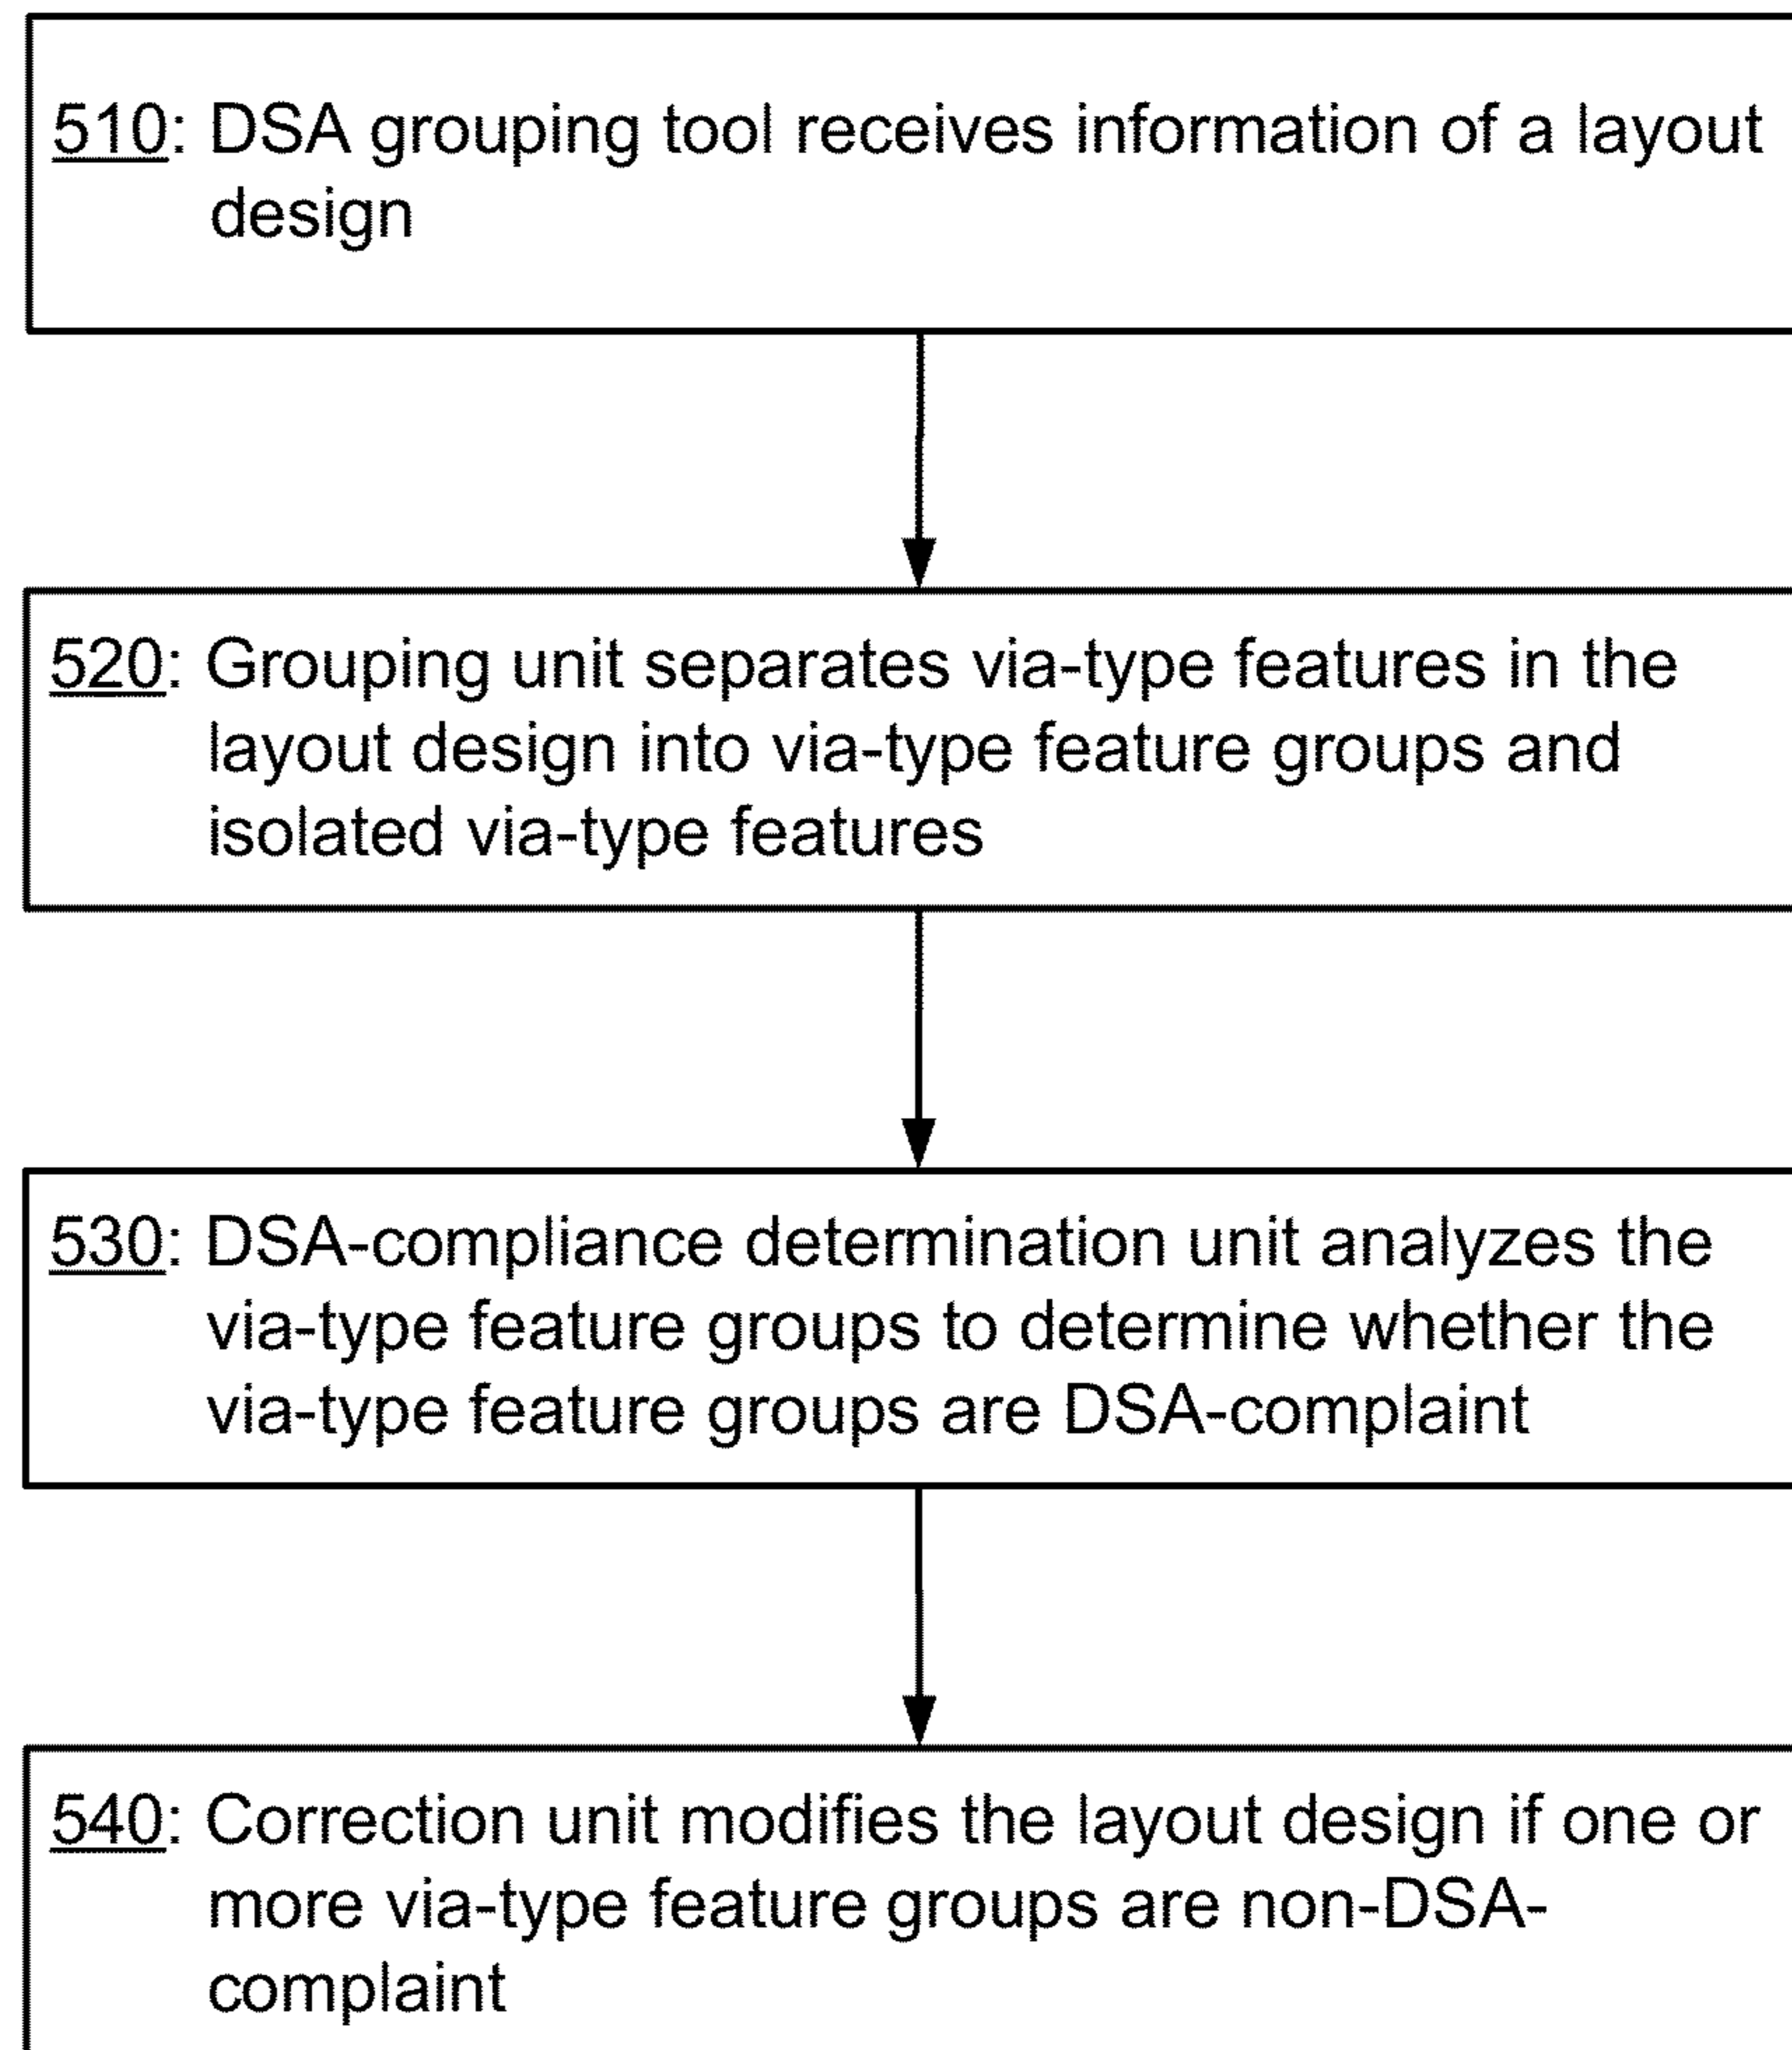 510: DSA grouping tool receives information of a layout
design
520: Grouping unit separates via-type features in the
layout design into via-type feature groups and
isolated via-type features
530: DSA-compliance determination unit analyzes the
via-type feature groups to determine whether the
via-type feature groups are DSA-complaint
540: Correction unit modifies the layout design if one or
more via-type feature groups are non-DSA-
complaint